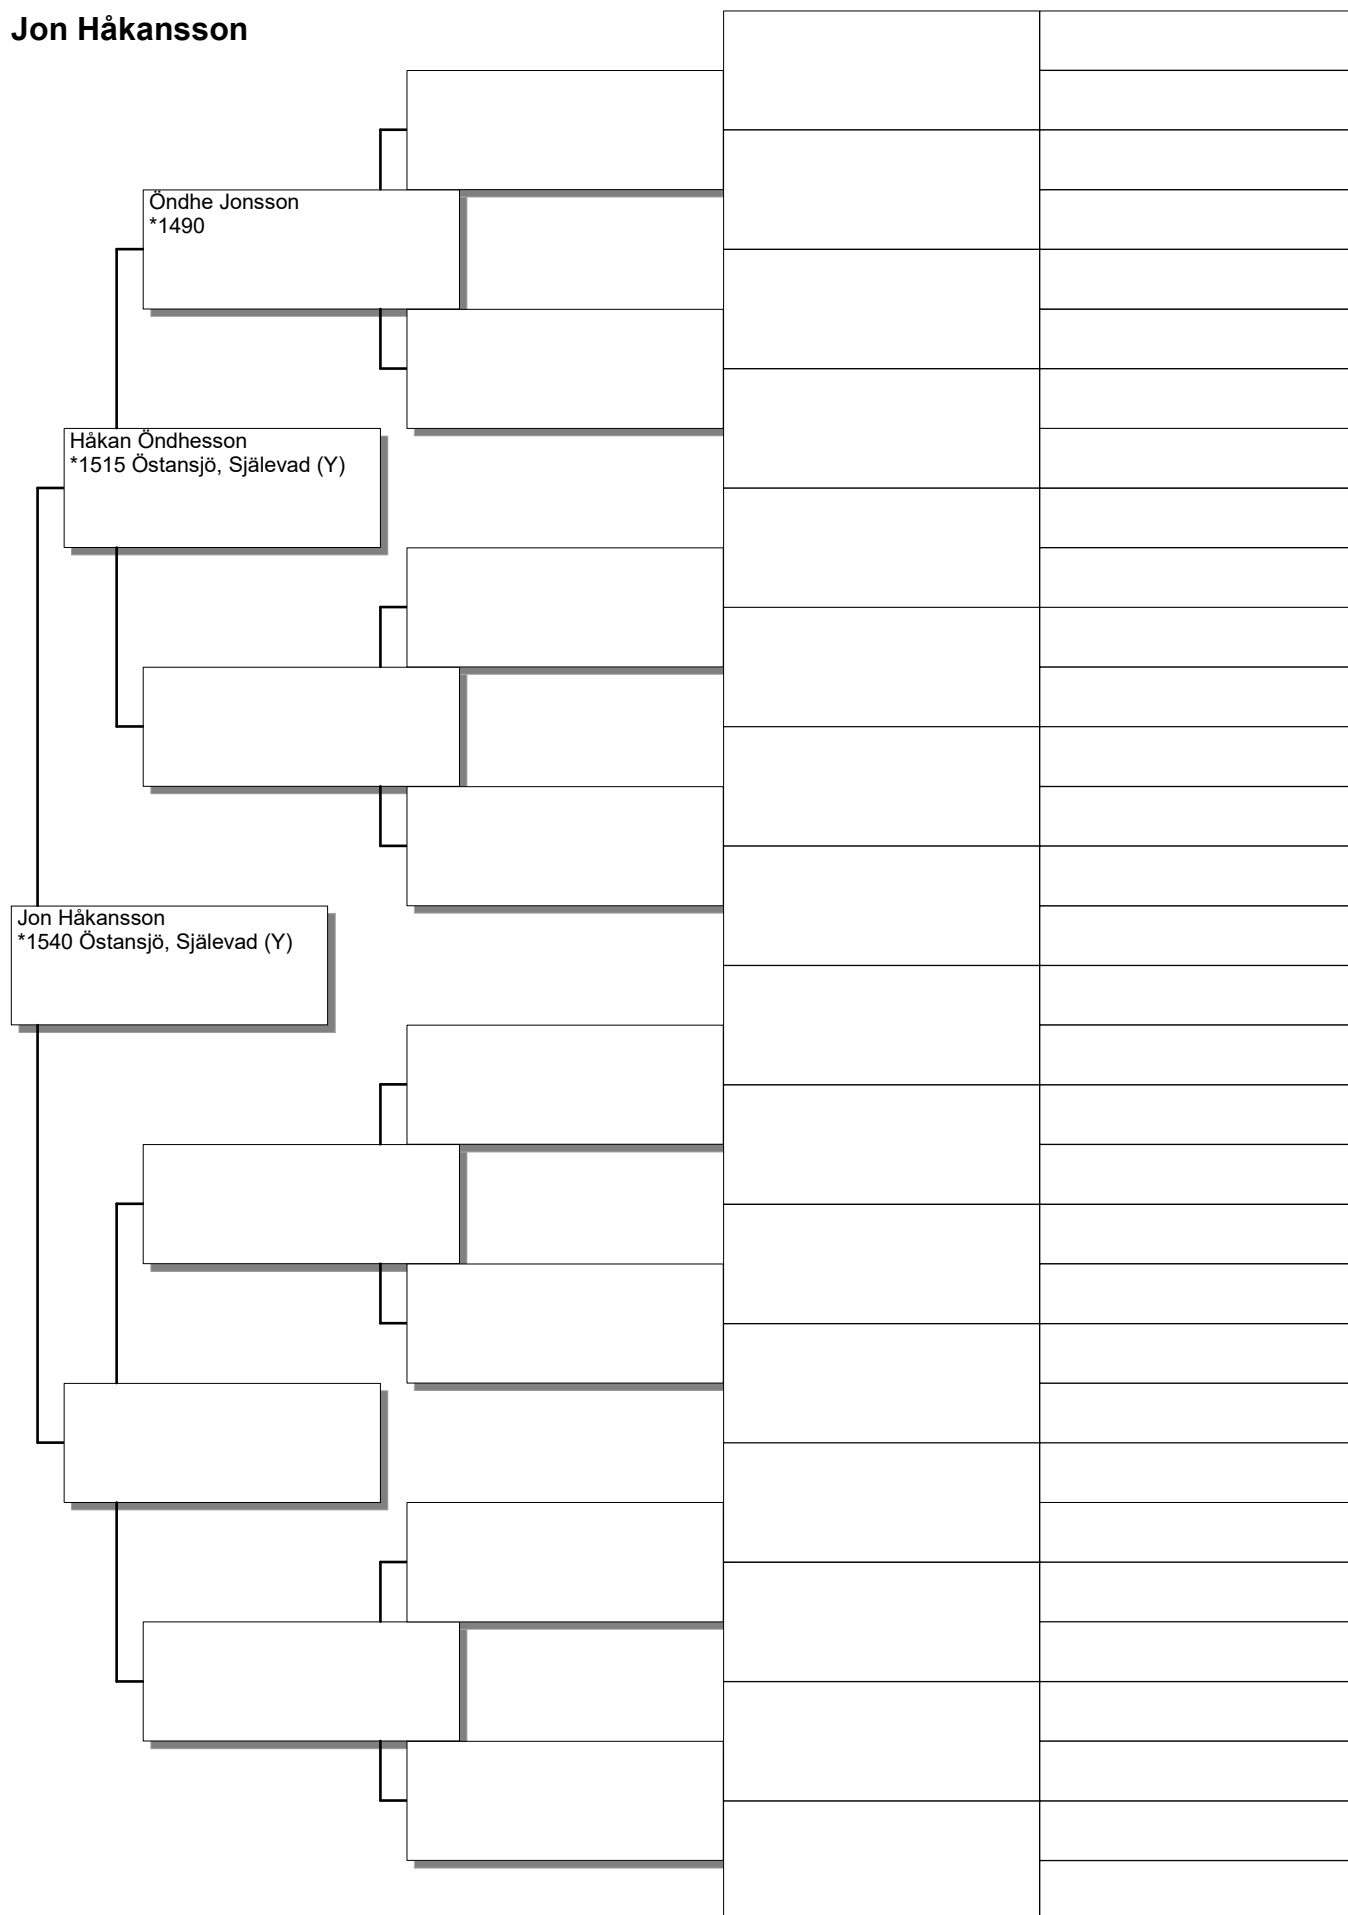 Jon Håkansson
Öndhe Jonsson
*1490
Håkan Öndhesson
*1515 Östansjö, Själevad (Y)
Jon Håkansson
*1540 Östansjö, Själevad (Y)